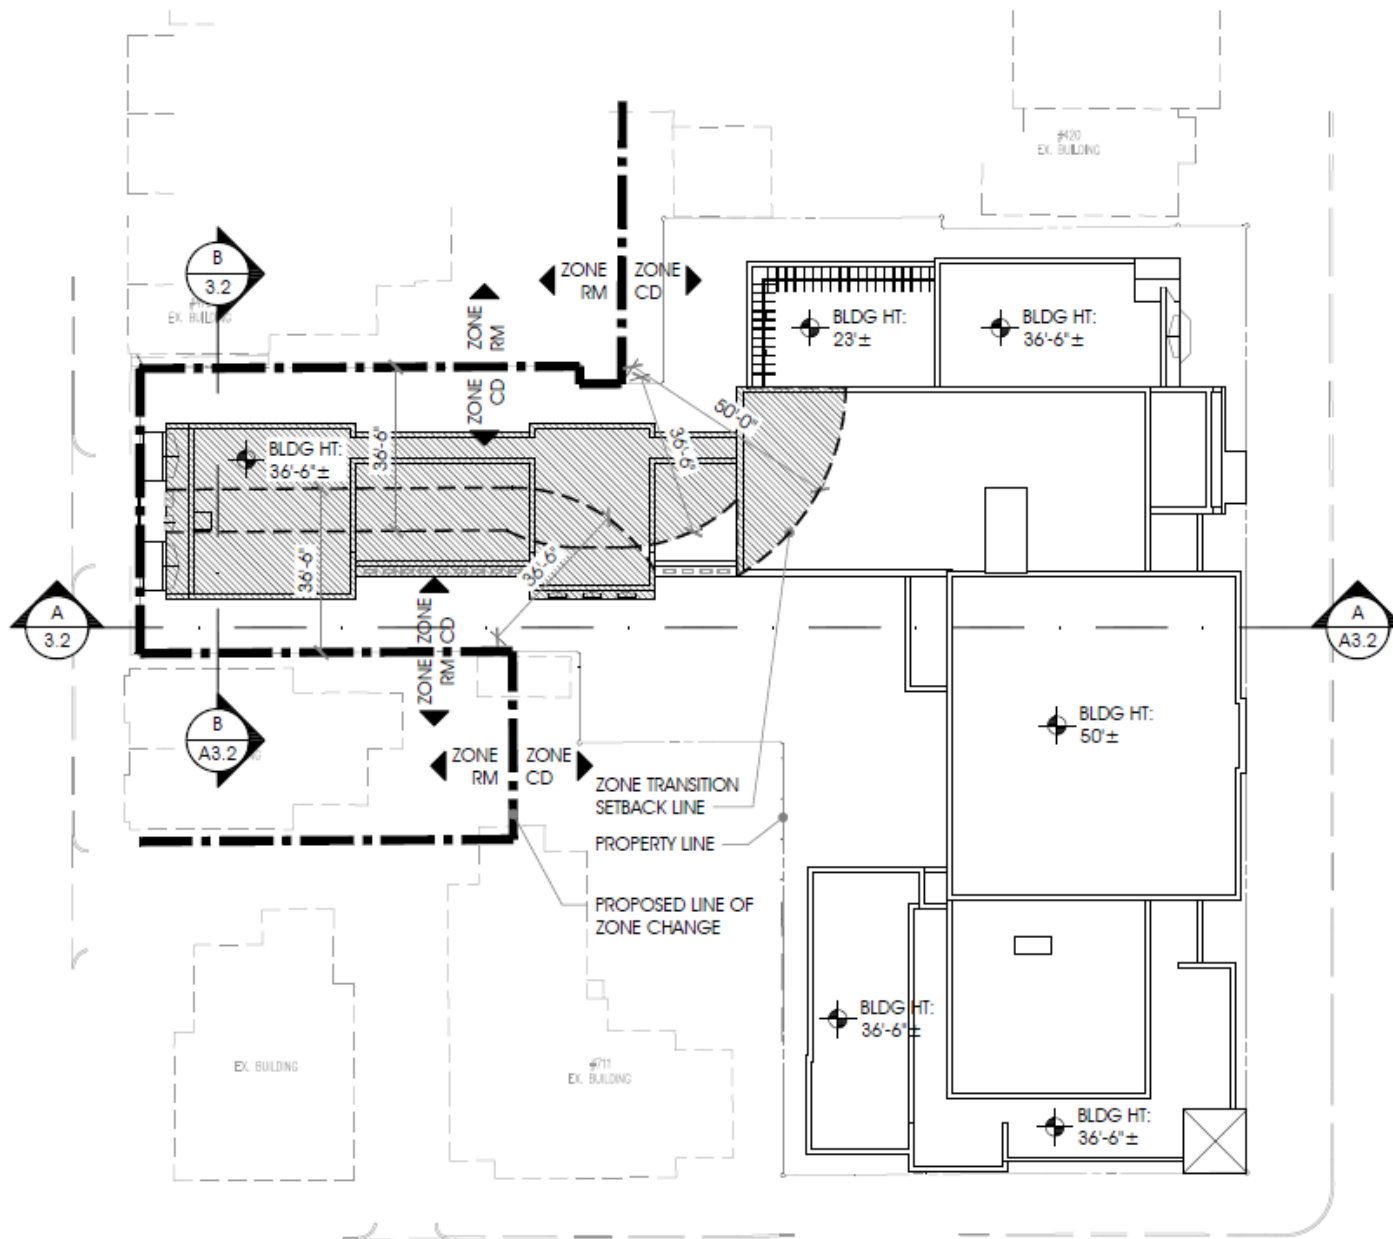 #420
EX. BUILDING
B
3.2
EX. BUILDING
ZONE
RM
ZONE
CD
ZONE
RM
ZONE
CD
BLDG HT:
23'±
BLDG HT:
36'-6"±
50'-0"
36'-6"
36'-6"
BLDG HT:
36'-6"±
36'-6"
36'-6"
A
3.2
A
A3.2
ZONE
CD
ZONE
RM
B
A3.2
ZONE
RM
ZONE
CD
BLDG HT:
50'±
ZONE TRANSITION
SETBACK LINE
PROPERTY LINE
PROPOSED LINE OF
ZONE CHANGE
BLDG HT:
36'-6"±
EX. BUILDING
#711
EX. BUILDING
BLDG HT:
36'-6"±